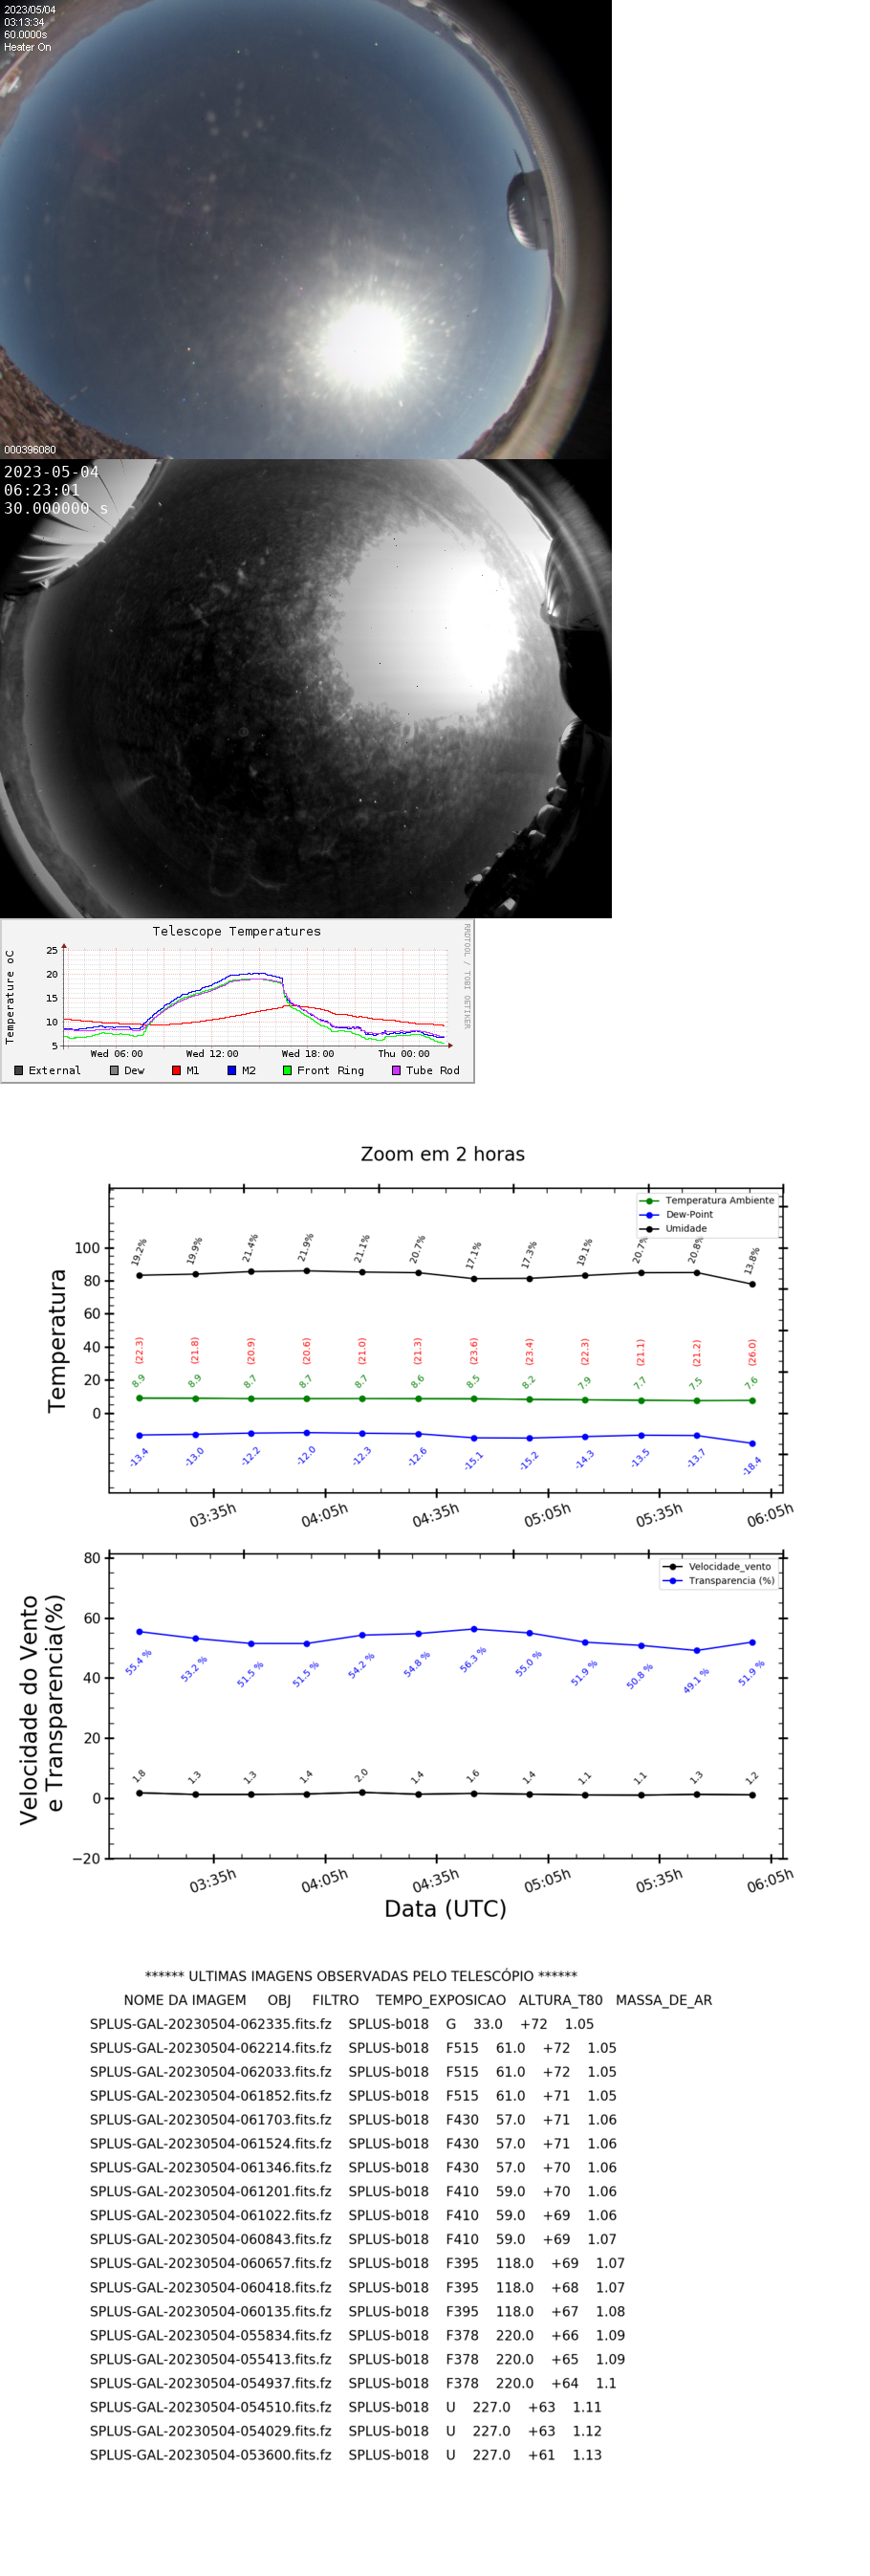 2023/05/04
03:13:34
60.0000s
Heater On
000396080
2023-05-04
06:23:01
30.000000 s
Telescope Temperatures
RRDTOOL / TOBI OETIKER
Temperature oC
25
20
15
10
5
Wed 06:00 Wed 12:00 Wed 18:00 Thu 00:00
External Dew M1 M2 Front Ring Tube Rod
Zoom em 2 horas
Temperatura Ambiente
Dew-Point
Umidade
Temperatura
100
80
60
40
20
0
19.2% 19.9% 21.4% 21.9% 21.1% 20.7% 17.1% 17.3% 19.1% 20.7% 20.8% 13.8%
(22.3) (21.8) (20.9) (20.6) (21.0) (21.3) (23.6) (23.4) (22.3) (21.1) (21.2) (26.0)
8.9 8.9 8.7 8.7 8.7 8.6 8.5 8.2 7.9 7.7 7.5 7.6
-13.4 -13.0 -12.2 -12.0 -12.3 -12.6 -15.1 -15.2 -14.3 -13.5 -13.7 -18.4
03:35h 04:05h 04:35h 05:05h 05:35h 06:05h
Velocidade_vento
Transparencia (%)
Velocidade do Vento
e Transparencia(%)
80
60
40
20
0
−20
55.4 % 53.2 % 51.5 % 51.5 % 54.2 % 54.8 % 56.3 % 55.0 % 51.9 % 50.8 % 49.1 % 51.9 %
1.8 1.3 1.3 1.4 2.0 1.4 1.6 1.4 1.1 1.1 1.3 1.2
03:35h 04:05h 04:35h 05:05h 05:35h 06:05h
Data (UTC)
****** ULTIMAS IMAGENS OBSERVADAS PELO TELESCÓPIO ******
NOME DA IMAGEM OBJ FILTRO TEMPO_EXPOSICAO ALTURA_T80 MASSA_DE_AR
SPLUS-GAL-20230504-062335.fits.fz SPLUS-b018 G 33.0 +72 1.05
SPLUS-GAL-20230504-062214.fits.fz SPLUS-b018 F515 61.0 +72 1.05
SPLUS-GAL-20230504-062033.fits.fz SPLUS-b018 F515 61.0 +72 1.05
SPLUS-GAL-20230504-061852.fits.fz SPLUS-b018 F515 61.0 +71 1.05
SPLUS-GAL-20230504-061703.fits.fz SPLUS-b018 F430 57.0 +71 1.06
SPLUS-GAL-20230504-061524.fits.fz SPLUS-b018 F430 57.0 +71 1.06
SPLUS-GAL-20230504-061346.fits.fz SPLUS-b018 F430 57.0 +70 1.06
SPLUS-GAL-20230504-061201.fits.fz SPLUS-b018 F410 59.0 +70 1.06
SPLUS-GAL-20230504-061022.fits.fz SPLUS-b018 F410 59.0 +69 1.06
SPLUS-GAL-20230504-060843.fits.fz SPLUS-b018 F410 59.0 +69 1.07
SPLUS-GAL-20230504-060657.fits.fz SPLUS-b018 F395 118.0 +69 1.07
SPLUS-GAL-20230504-060418.fits.fz SPLUS-b018 F395 118.0 +68 1.07
SPLUS-GAL-20230504-060135.fits.fz SPLUS-b018 F395 118.0 +67 1.08
SPLUS-GAL-20230504-055834.fits.fz SPLUS-b018 F378 220.0 +66 1.09
SPLUS-GAL-20230504-055413.fits.fz SPLUS-b018 F378 220.0 +65 1.09
SPLUS-GAL-20230504-054937.fits.fz SPLUS-b018 F378 220.0 +64 1.1
SPLUS-GAL-20230504-054510.fits.fz SPLUS-b018 U 227.0 +63 1.11
SPLUS-GAL-20230504-054029.fits.fz SPLUS-b018 U 227.0 +63 1.12
SPLUS-GAL-20230504-053600.fits.fz SPLUS-b018 U 227.0 +61 1.13